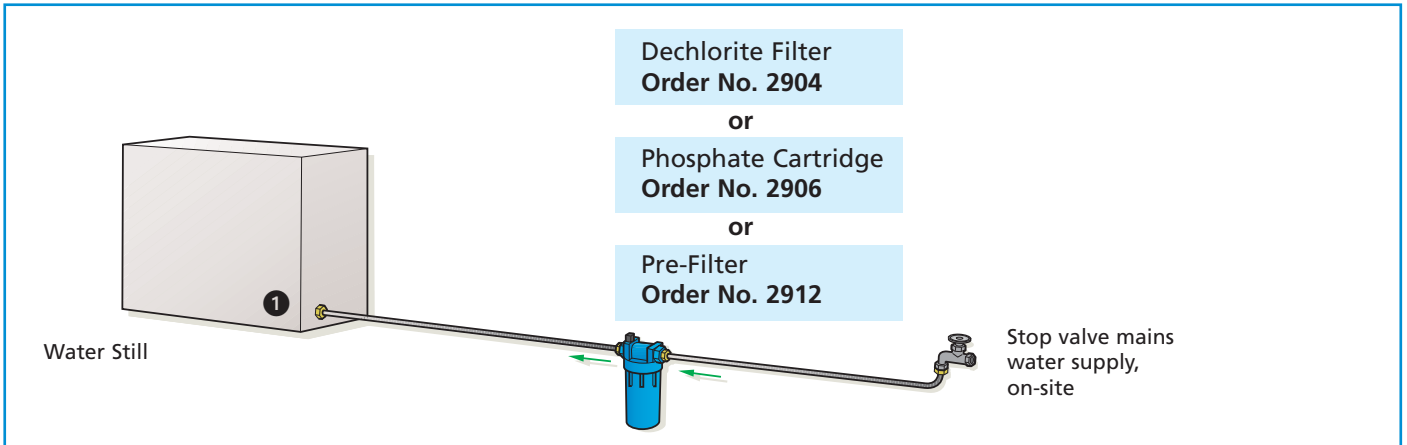 Dechlorite Filter
Order No. 2904
or
Phosphate Cartridge
Order No. 2906
or
Pre-Filter
Order No. 2912
1
Water Still
Stop valve mains
water supply,
on-site